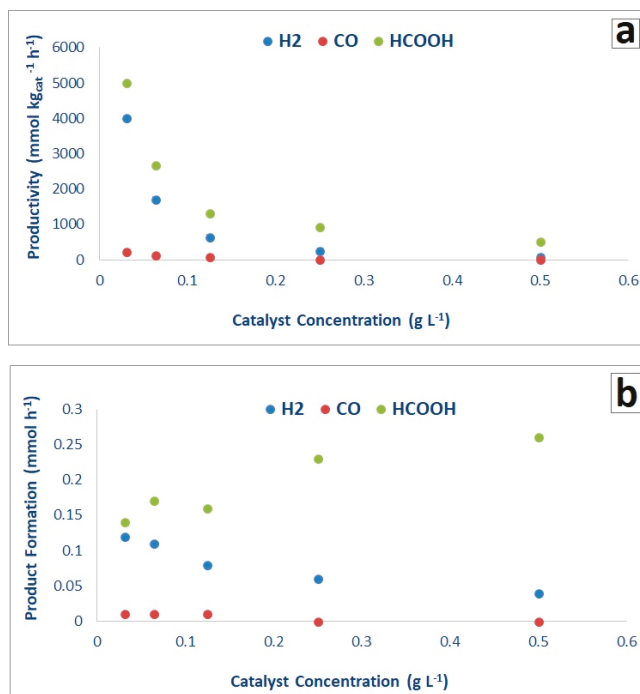 a
H2 CO HCOOH
Productivity (mmol kgcat ⁻¹ h⁻¹)
6000
5000
4000
3000
2000
1000
0
0 0.1 0.2 0.3 0.4 0.5 0.6
Catalyst Concentration (g L⁻¹)
b
H2 CO HCOOH
Product Formation (mmol h⁻¹)
0.3
0.25
0.2
0.15
0.1
0.05
0
0 0.1 0.2 0.3 0.4 0.5 0.6
Catalyst Concentration (g L⁻¹)